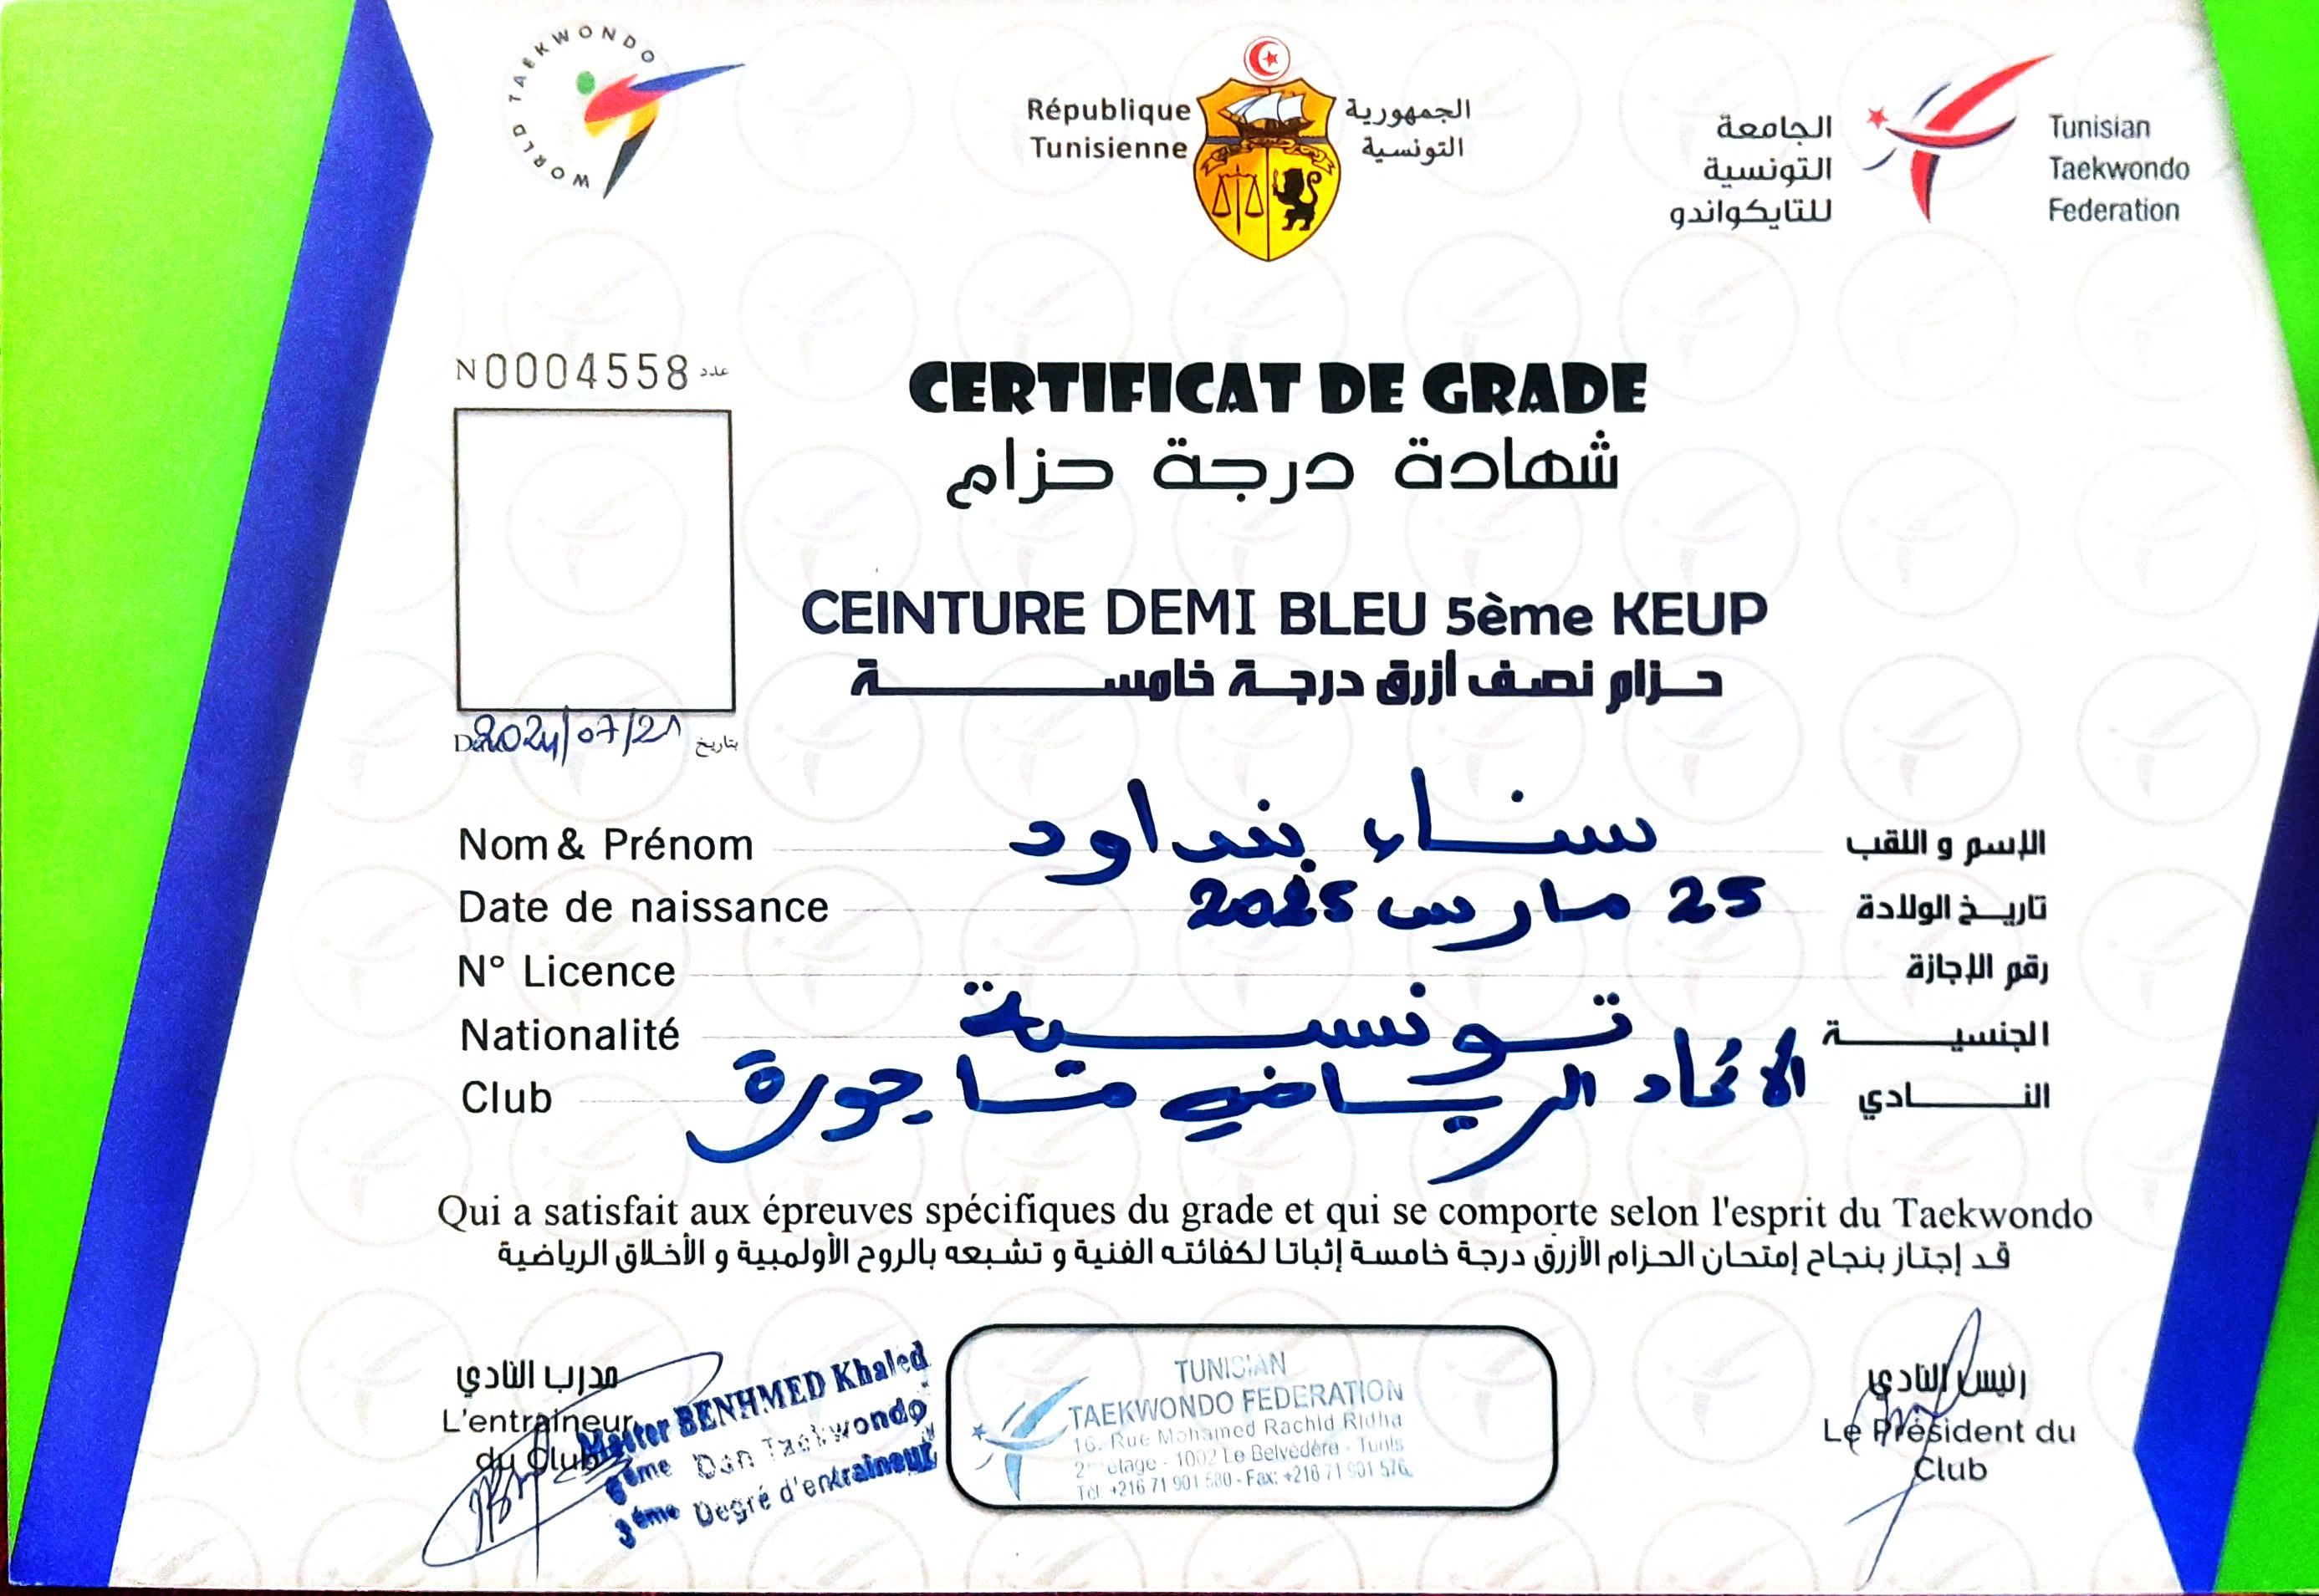 WORLD TAEKWONDO
République
Tunisienne
الجمهورية
التونسية
الجامعة
التونسية
للتايكواندو
Tunisian
Taekwondo
Federation
N 0004558 عدد
CERTIFICAT DE GRADE
شهادة درجة حزام
CEINTURE DEMI BLEU 5ème KEUP
حزام نصف أزرق درجة خامسة
2024/07/21 بتاريخ
Nom & Prénom سناء بنداود الإسم و اللقب
Date de naissance 25 مارس تاريخ الولادة
N° Licence رقم الإجازة
Nationalité تونسية الجنسية
Club الاتحاد الرياضي جورة النادي
Qui a satisfait aux épreuves spécifiques du grade et qui se comporte selon l'esprit du Taekwondo
قد إجتاز بنجاح إمتحان الحزام الأزرق درجة خامسة إثباتا لكفائته الفنية و تشبعه بالروح الأولمبية و الأخلاق الرياضية
مدرب النادي
L'entraineur
du Club
Master BENHMED Khaled
6ème Dan Taekwondo
3ème Degré d'entraineur
TUNISIAN
TAEKWONDO FEDERATION
16, Rue Mohamed Rachid Ridha
2ème étage - 1002 Le Belvédère - Tunis
Tél: +216 71 901 580 - Fax: +216 71 901 576
رئيس النادي
Le Président du
Club